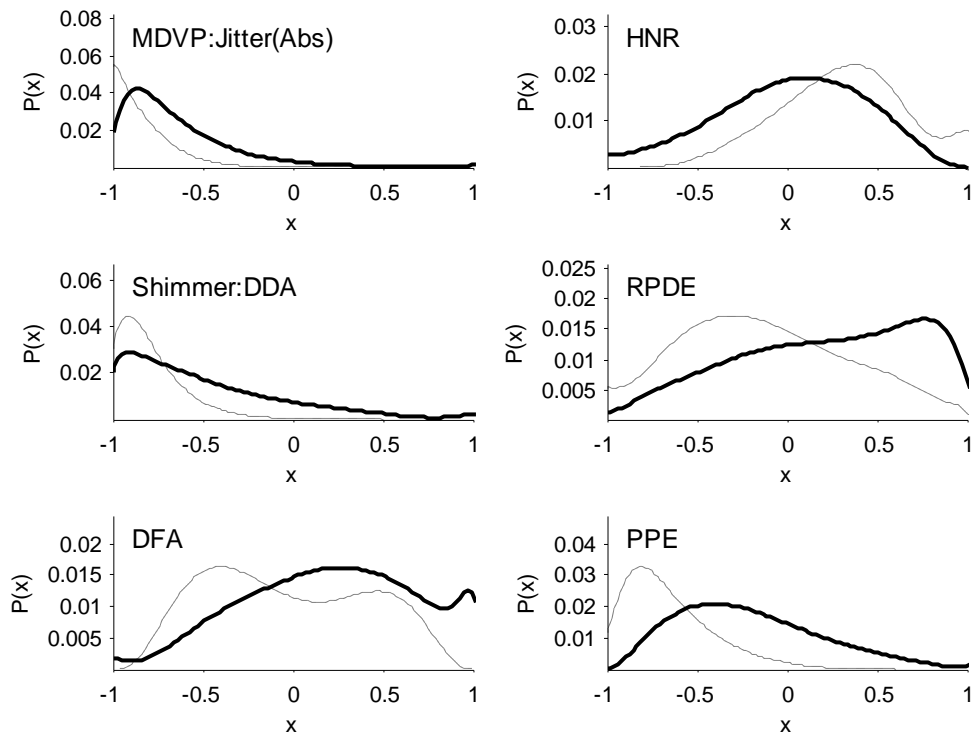 MDVP:Jitter(Abs)
P(x)
0.08
0.06
0.04
0.02
-1 -0.5 0 0.5 1
x
HNR
P(x)
0.03
0.02
0.01
-1 -0.5 0 0.5 1
x
Shimmer:DDA
P(x)
0.06
0.04
0.02
-1 -0.5 0 0.5 1
x
RPDE
P(x)
0.025
0.02
0.015
0.01
0.005
-1 -0.5 0 0.5 1
x
DFA
P(x)
0.02
0.015
0.01
0.005
-1 -0.5 0 0.5 1
x
PPE
P(x)
0.04
0.03
0.02
0.01
-1 -0.5 0 0.5 1
x